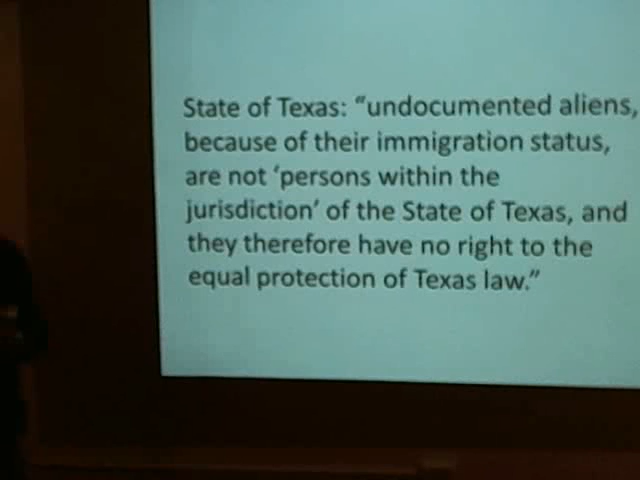 State of Texas: “undocumented aliens,
because of their immigration status,
are not ‘persons within the
jurisdiction’ of the State of Texas, and
they therefore have no right to the
equal protection of Texas law.”